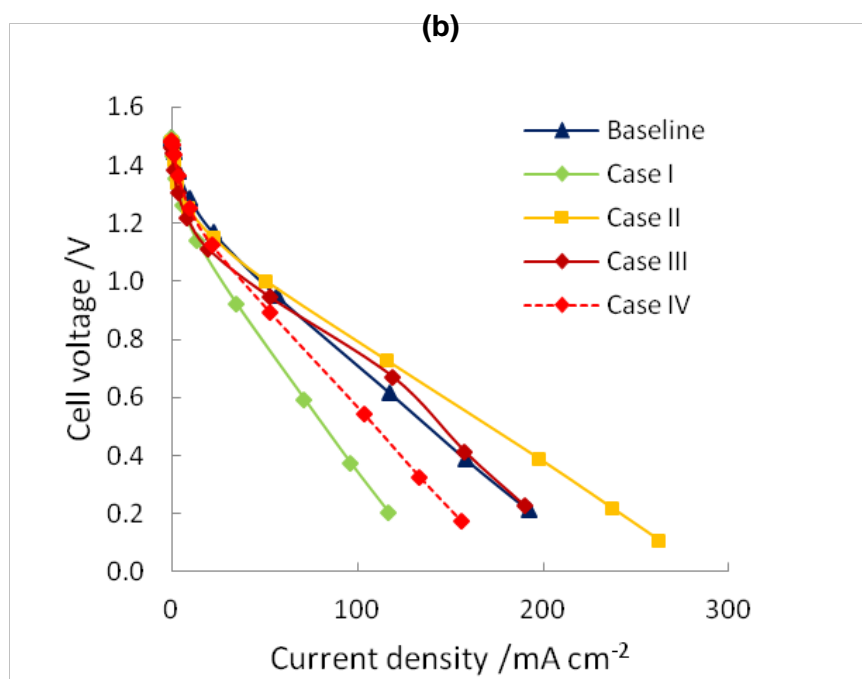 (b)
1.6
1.4
1.2
1.0
0.8
0.6
0.4
0.2
0.0
Cell voltage /V
Baseline
Case I
Case II
Case III
Case IV
0 100 200 300
Current density /mA cm⁻²